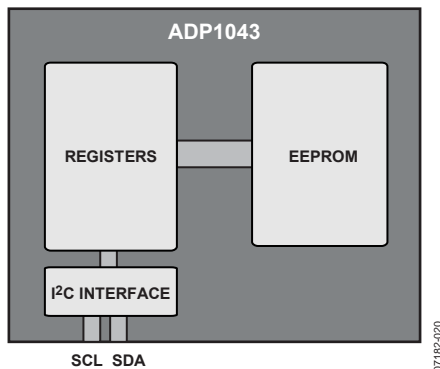 ADP1043
REGISTERS
EEPROM
I²C INTERFACE
SCL SDA
07182-020